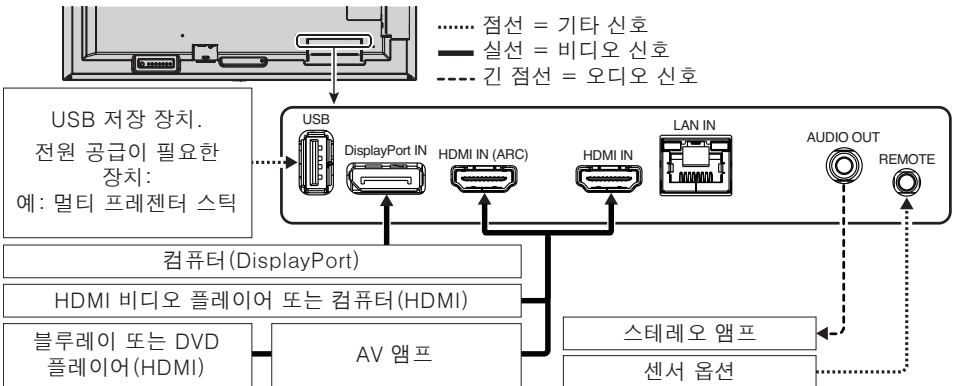 점선 = 기타 신호
실선 = 비디오 신호
긴 점선 = 오디오 신호
USB 저장 장치.
전원 공급이 필요한
장치:
예: 멀티 프레젠터 스틱
USB
DisplayPort IN
HDMI IN (ARC)
HDMI IN
LAN IN
AUDIO OUT
REMOTE
컴퓨터(DisplayPort)
HDMI 비디오 플레이어 또는 컴퓨터(HDMI)
블루레이 또는 DVD
플레이어(HDMI)
AV 앰프
스테레오 앰프
센서 옵션